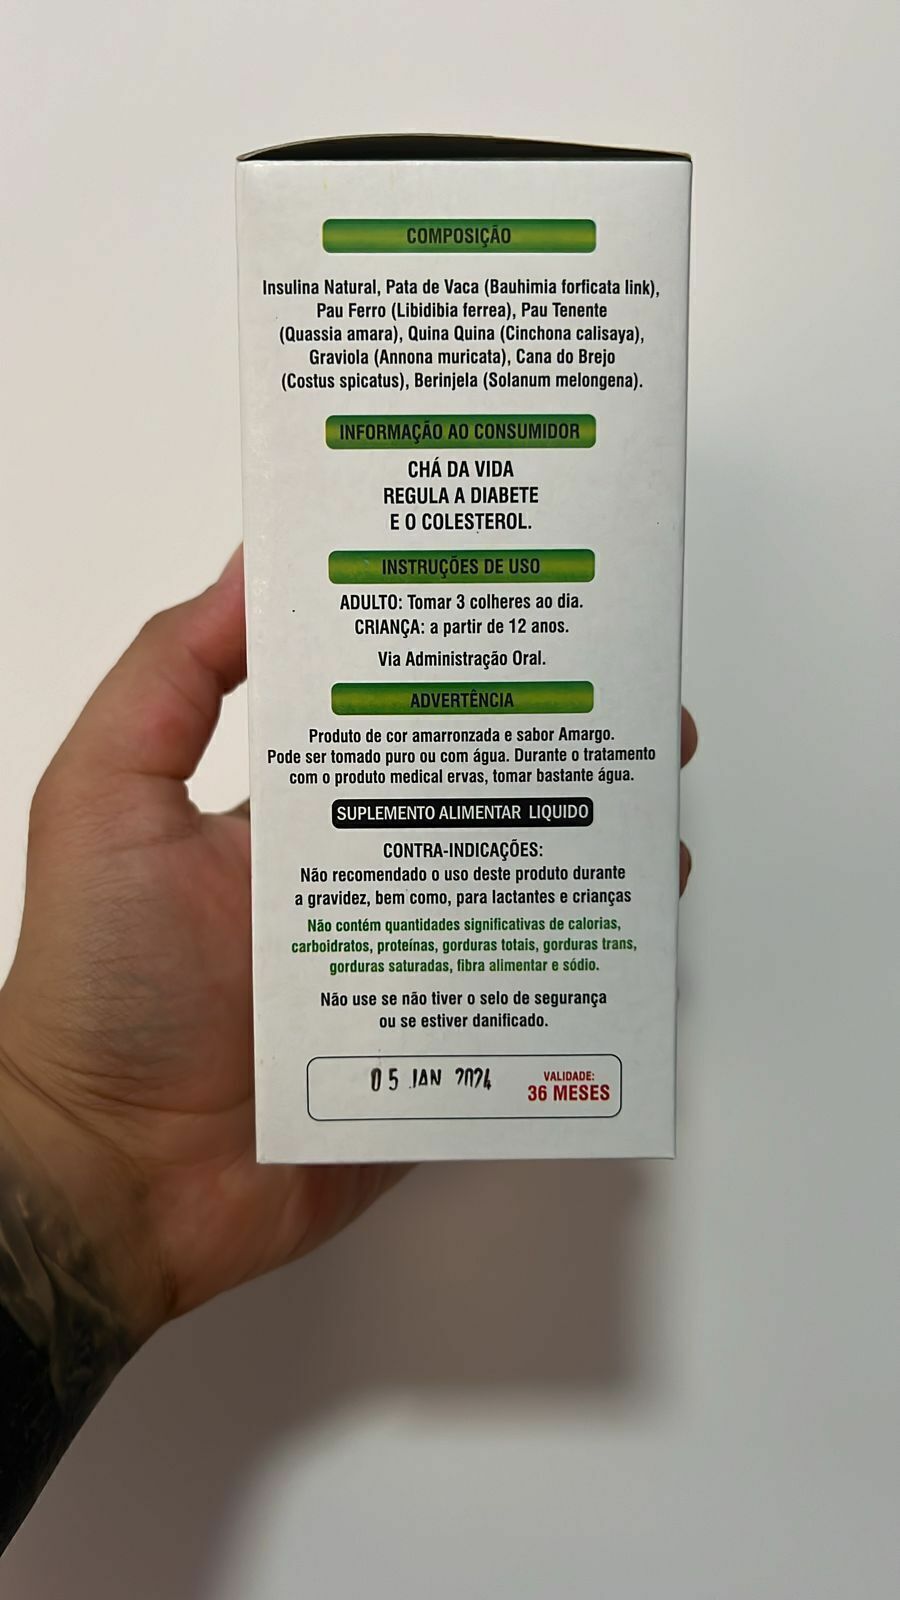 COMPOSIÇÃO
Insulina Natural, Pata de Vaca (Bauhimia forficata link),
Pau Ferro (Libidibia ferrea), Pau Tenente
(Quassia amara), Quina Quina (Cinchona calisaya),
Graviola (Annona muricata), Cana do Brejo
(Costus spicatus), Berinjela (Solanum melongena).
INFORMAÇÃO AO CONSUMIDOR
CHÁ DA VIDA
REGULA A DIABETE
E O COLESTEROL.
INSTRUÇÕES DE USO
ADULTO: Tomar 3 colheres ao dia.
CRIANÇA: a partir de 12 anos.
Via Administração Oral.
ADVERTÊNCIA
Produto de cor amarronzada e sabor Amargo.
Pode ser tomado puro ou com água. Durante o tratamento
com o produto medical ervas, tomar bastante água.
SUPLEMENTO ALIMENTAR LIQUIDO
CONTRA-INDICAÇÕES:
Não recomendado o uso deste produto durante
a gravidez, bem como, para lactantes e crianças
Não contém quantidades significativas de calorias,
carboidratos, proteínas, gorduras totais, gorduras trans,
gorduras saturadas, fibra alimentar e sódio.
Não use se não tiver o selo de segurança
ou se estiver danificado.
05 JAN 2024
VALIDADE:
36 MESES